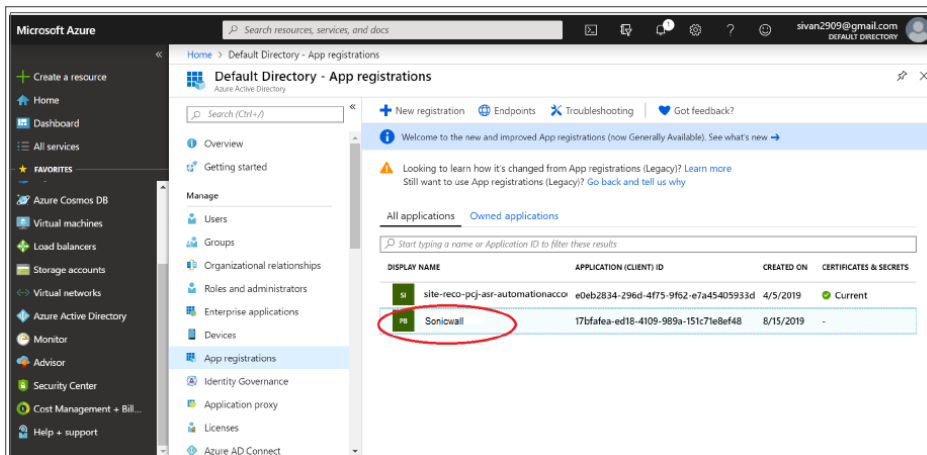 Microsoft Azure
Search resources, services, and docs
1
sivan2909@gmail.com
DEFAULT DIRECTORY
Create a resource
Home
Dashboard
All services
FAVORITES
Azure Cosmos DB
Virtual machines
Load balancers
Storage accounts
Virtual networks
Azure Active Directory
Monitor
Advisor
Security Center
Cost Management + Bill...
Help + support
Home > Default Directory - App registrations
Default Directory - App registrations
Azure Active Directory
Search (Ctrl+/)
Overview
Getting started
Manage
Users
Groups
Organizational relationships
Roles and administrators
Enterprise applications
Devices
App registrations
Identity Governance
Application proxy
Licenses
Azure AD Connect
New registration Endpoints Troubleshooting Got feedback?
Welcome to the new and improved App registrations (now Generally Available). See what's new →
Looking to learn how it's changed from App registrations (Legacy)? Learn more
Still want to use App registrations (Legacy)? Go back and tell us why
All applications Owned applications
Start typing a name or Application ID to filter these results
DISPLAY NAME APPLICATION (CLIENT) ID CREATED ON CERTIFICATES & SECRETS
SI site-reco-pcj-asr-automationaccou e0eb2834-296d-4f75-9f62-e7a45405933d 4/5/2019 Current
PB Sonicwall 17bfafea-ed18-4109-989a-151c71e8ef48 8/15/2019 -